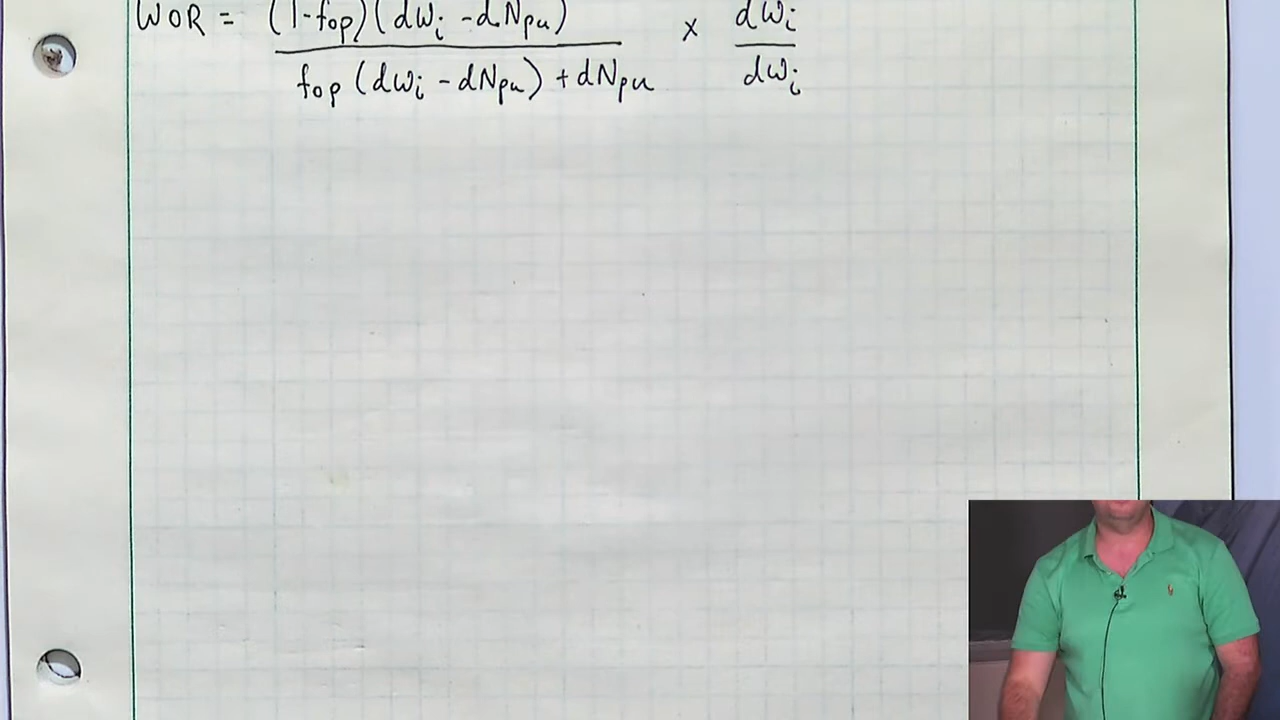 WOR = (1-fop)(dWi - dNpu) / fop (dWi - dNpu) + dNpu × dWi / dWi